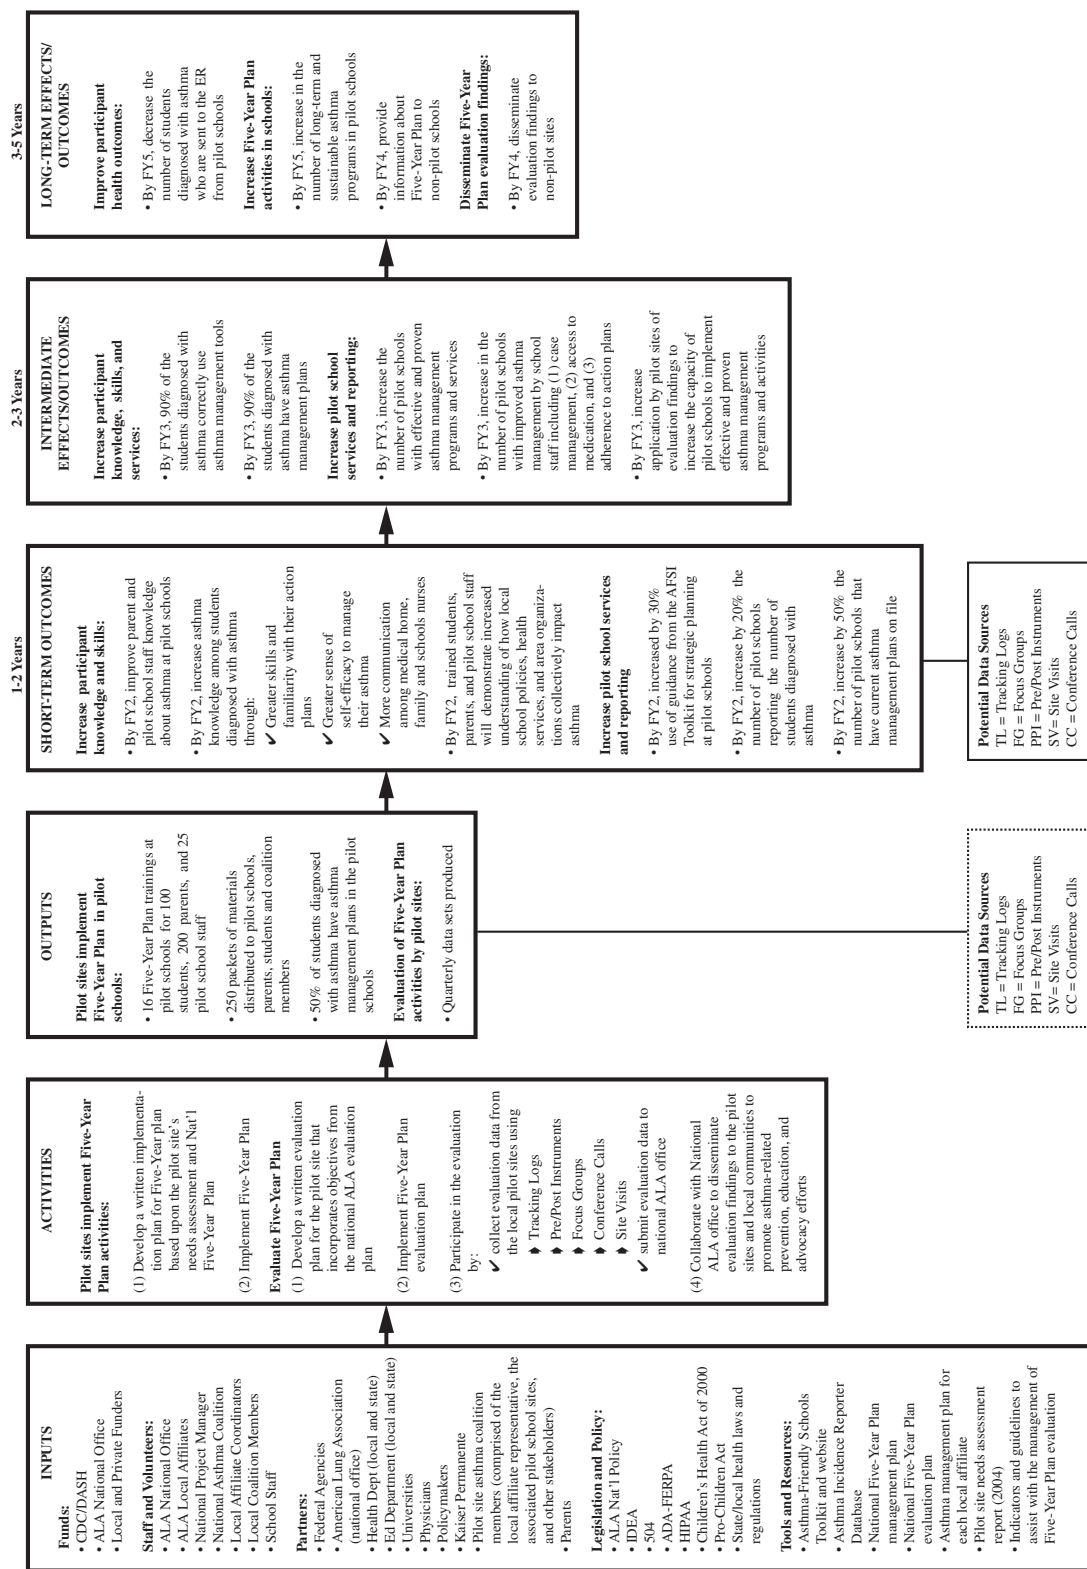 INPUTS
Funds:
• CDC/DASH
• ALA National Office
• Local and Private Funders
Staff and Volunteers:
• ALA National Office
• ALA Local Affiliates
• National Project Manager
• National Asthma Coalition
• Local Affiliate Coordinators
• Local Coalition Members
• School Staff
Partners:
• Federal Agencies
• American Lung Association
(national office)
• Health Dept (local and state)
• Ed Department (local and state)
• Universities
• Physicians
• Policymakers
• Kaiser Permanente
• Pilot site asthma coalition
members (comprised of the
local affiliate representative, the
associated pilot school sites,
and other stakeholders)
• Parents
Legislation and Policy:
• ALA Nat'l Policy
• IDEA
• 504
• ADA-FERPA
• HIPAA
• Children's Health Act of 2000
• Pro-Children Act
• State/local health laws and
regulations
Tools and Resources:
• Asthma-Friendly Schools
Toolkit and website
• Asthma Incidence Reporter
Database
• National Five-Year Plan
management plan
• National Five-Year Plan
evaluation plan
• Asthma management plan for
each local affiliate
• Pilot site needs assessment
report (2004)
• Indicators and guidelines to
assist with the management of
Five-Year Plan evaluation
ACTIVITIES
Pilot sites implement Five-Year
Plan activities:
(1) Develop a written implementa-
tion plan for Five-Year plan
based upon the pilot site's
needs assessment and Nat'l
Five-Year Plan
(2) Implement Five-Year Plan
Evaluate Five-Year Plan
(1) Develop a written evaluation
plan for the pilot site that
incorporates objectives from
the national ALA evaluation
plan
(2) Implement Five-Year Plan
evaluation plan
(3) Participate in the evaluation
by:
✔ collect evaluation data from
the local pilot sites using
➧ Tracking Logs
➧ Pre/Post Instruments
➧ Focus Groups
➧ Conference Calls
➧ Site Visits
✔ submit evaluation data to
national ALA office
(4) Collaborate with National
ALA office to disseminate
evaluation findings to the pilot
sites and local communities to
promote asthma-related
prevention, education, and
advocacy efforts
OUTPUTS
Pilot sites implement
Five-Year Plan in pilot
schools:
• 16 Five-Year Plan trainings at
pilot schools for 100
students, 200 parents, and 25
pilot school staff
• 250 packets of materials
distributed to pilot schools,
parents, students and coalition
members
• 50% of students diagnosed
with asthma have asthma
management plans in the pilot
schools
Evaluation of Five-Year Plan
activities by pilot sites:
• Quarterly data sets produced
Potential Data Sources
TL = Tracking Logs
FG = Focus Groups
PPI = Pre/Post Instruments
SV= Site Visits
CC = Conference Calls
1-2 Years
SHORT-TERM OUTCOMES
Increase participant
knowledge and skills:
• By FY2, improve parent and
pilot school staff knowledge
about asthma at pilot schools
• By FY2, increase asthma
knowledge among students
diagnosed with asthma
through:
✔ Greater skills and
familiarity with their action
plans
✔ Greater sense of
self-efficacy to manage
their asthma
✔ More communication
among medical home,
family and schools nurses
• By FY2, trained students,
parents, and pilot school staff
will demonstrate increased
understanding of how local
school policies, health
services, and area organiza-
tions collectively impact
asthma
Increase pilot school services
and reporting
• By FY2, increased by 30%
use of guidance from the AFSI
Toolkit for strategic planning
at pilot schools
• By FY2, increase by 20% the
number of pilot schools
reporting the number of
students diagnosed with
asthma
• By FY2, increase by 50% the
number of pilot schools that
have current asthma
management plans on file
Potential Data Sources
TL = Tracking Logs
FG = Focus Groups
PPI = Pre/Post Instruments
SV = Site Visits
CC = Conference Calls
2-3 Years
INTERMEDIATE
EFFECTS/OUTCOMES
Increase participant
knowledge, skills, and
services:
• By FY3, 90% of the
students diagnosed with
asthma correctly use
asthma management tools
• By FY3, 90% of the
students diagnosed with
asthma have asthma
management plans
Increase pilot school
services and reporting:
• By FY3, increase the
number of pilot schools
with effective and proven
asthma management
programs and services
• By FY3, increase in the
number of pilot schools
with improved asthma
management by school
staff including (1) case
management, (2) access to
medication, and (3)
adherence to action plans
• By FY3, increase
application by pilot sites of
evaluation findings to
increase the capacity of
pilot schools to implement
effective and proven
asthma management
programs and activities
3-5 Years
LONG-TERM EFFECTS/
OUTCOMES
Improve participant
health outcomes:
• By FY5, decrease the
number of students
diagnosed with asthma
who are sent to the ER
from pilot schools
Increase Five-Year Plan
activities in schools:
• By FY5, increase in the
number of long-term and
sustainable asthma
programs in pilot schools
• By FY4, provide
information about
Five-Year Plan to
non-pilot schools
Disseminate Five-Year
Plan evaluation findings:
• By FY4, disseminate
evaluation findings to
non-pilot sites